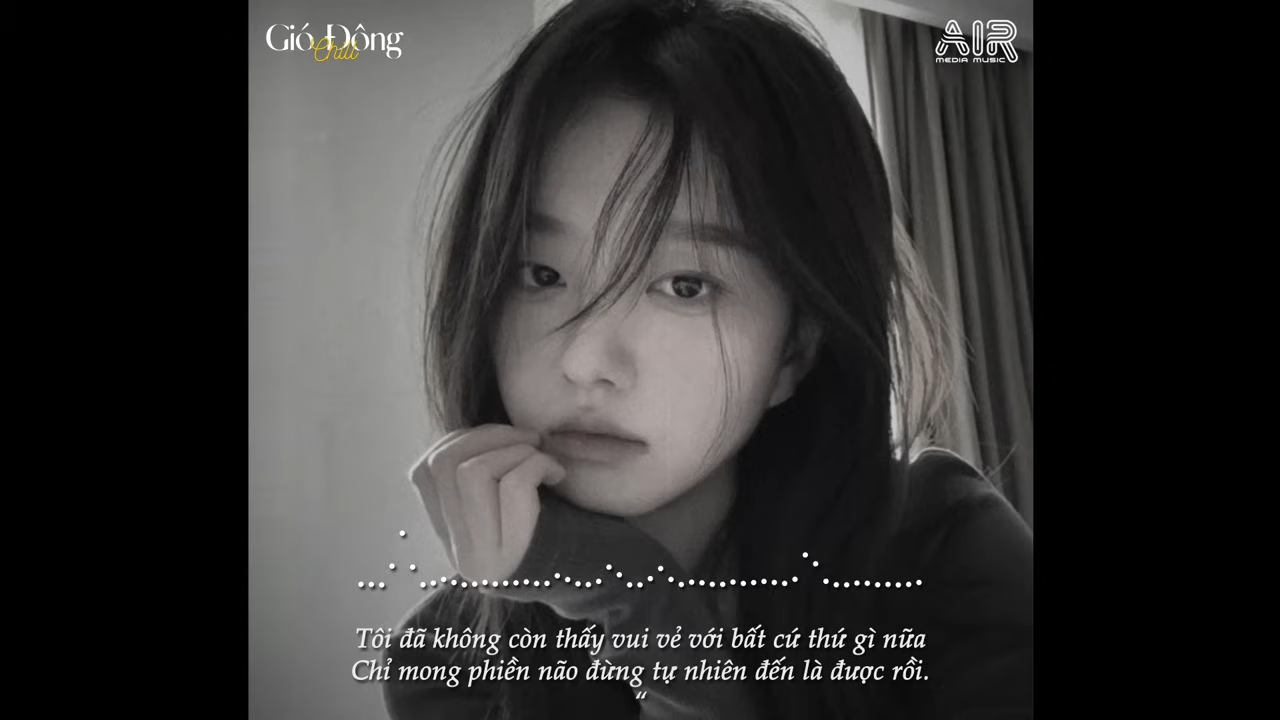 Gió Đông
Chill
AIR
MEDIA MUSIC
Tôi đã không còn thấy vui vẻ với bất cứ thứ gì nữa
Chỉ mong phiền não đừng tự nhiên đến là được rồi.
“